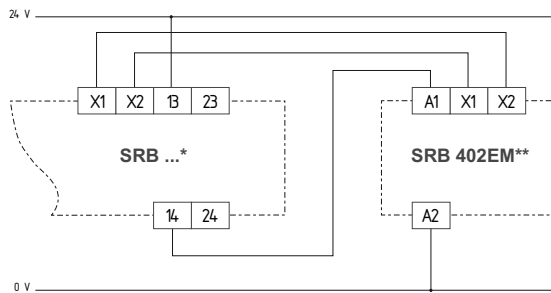 24 V
X1 X2 13 23 A1 X1 X2
SRB ...* SRB 402EM**
14 24 A2
0 V